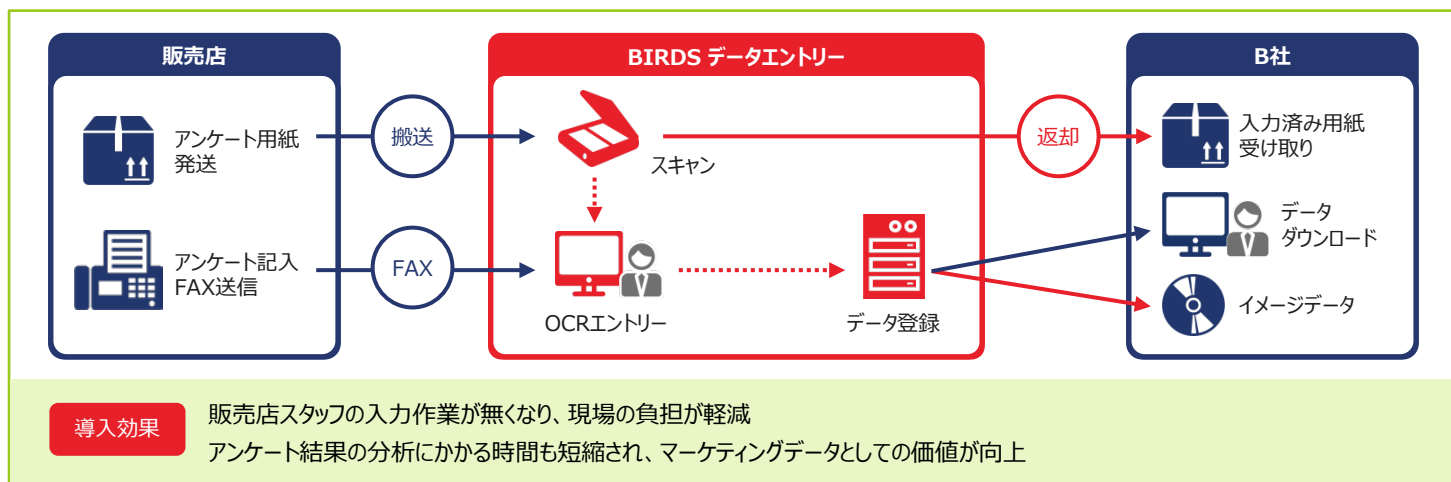 販売店
アンケート用紙
発送
アンケート記入
FAX送信
搬送
FAX
BIRDS データエントリー
スキャン
OCRエントリー
データ登録
返却
B社
入力済み用紙
受け取り
データ
ダウンロード
イメージデータ
導入効果
販売店スタッフの入力作業が無くなり、現場の負担が軽減
アンケート結果の分析にかかる時間も短縮され、マーケティングデータとしての価値が向上